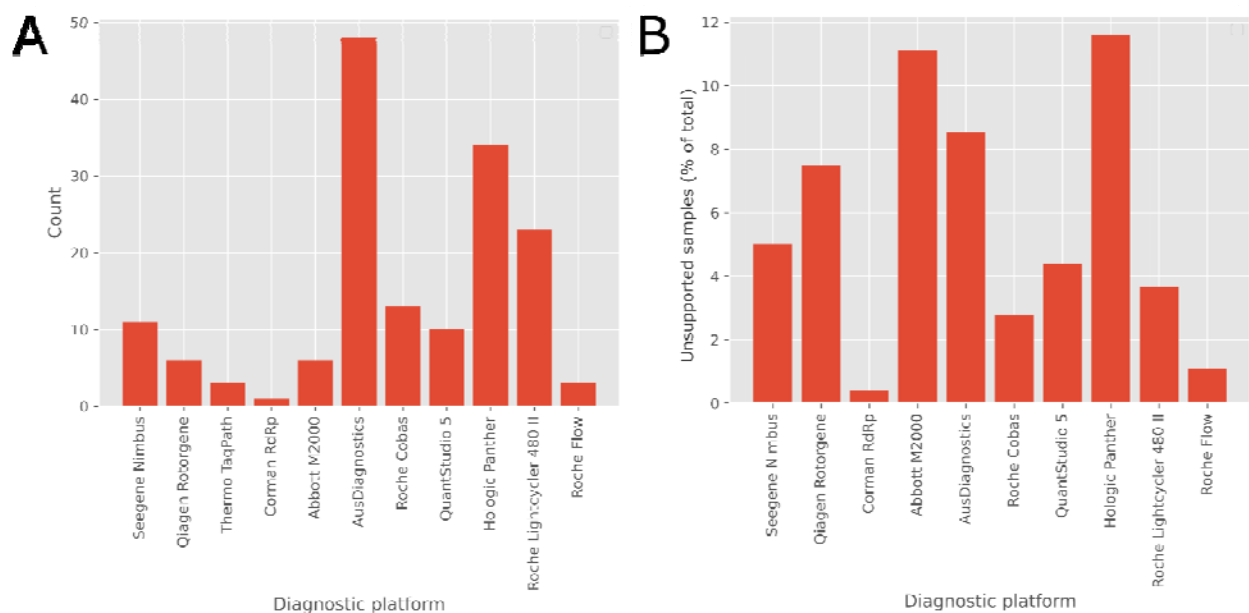 A
50
40
30
20
10
0
Count
Seegene Nimbus
Qiagen Rotorgene
Thermo TaqPath
Corman RdRp
Abbott M2000
AusDiagnostics
Roche Cobas
QuantStudio 5
Hologic Panther
Roche Lightcycler 480 II
Roche Flow
Diagnostic platform
B
12
10
8
6
4
2
0
Unsupported samples (% of total)
Seegene Nimbus
Qiagen Rotorgene
Corman RdRp
Abbott M2000
AusDiagnostics
Roche Cobas
QuantStudio 5
Hologic Panther
Roche Lightcycler 480 II
Roche Flow
Diagnostic platform